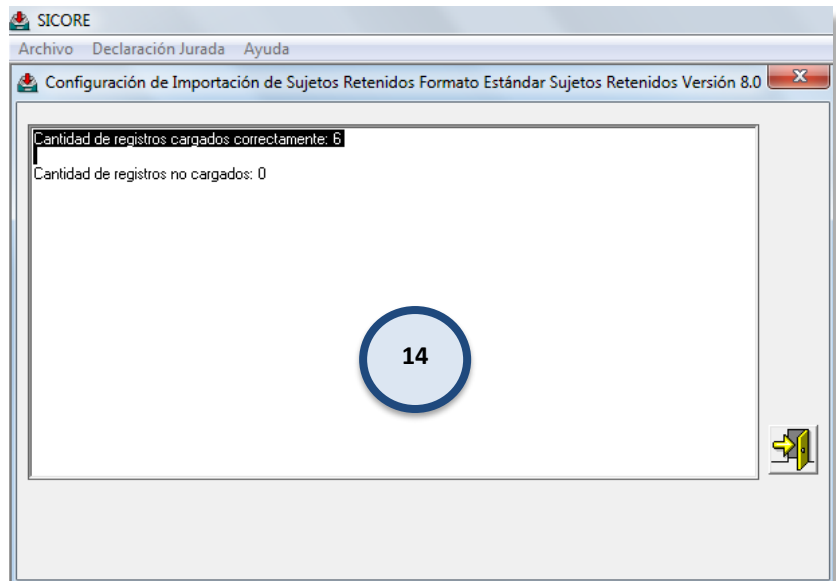 SICORE
Archivo Declaración Jurada Ayuda
Configuración de Importación de Sujetos Retenidos Formato Estándar Sujetos Retenidos Versión 8.0
Cantidad de registros cargados correctamente: 6
Cantidad de registros no cargados: 0
14